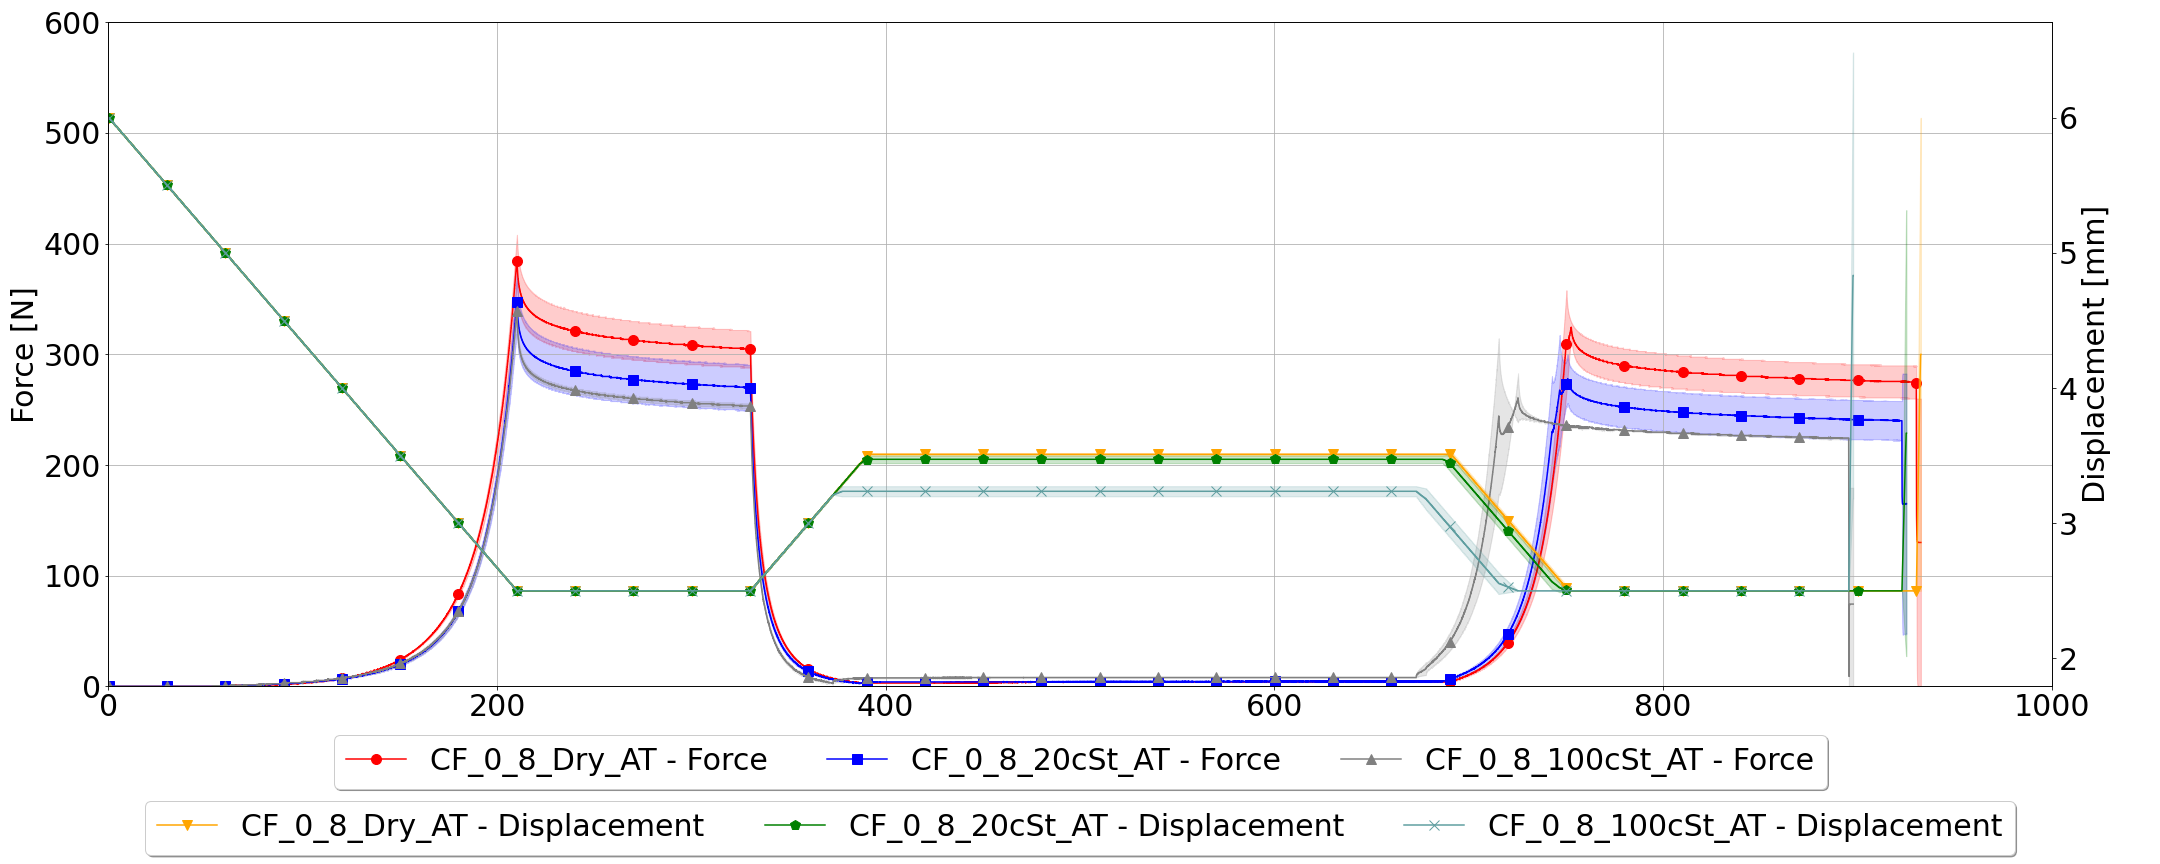 600
500
400
300
200
100
0
Force [N]
6
5
4
3
2
Displacement [mm]
0 200 400 600 800 1000
CF_0_8_Dry_AT - Force CF_0_8_20cSt_AT - Force CF_0_8_100cSt_AT - Force
CF_0_8_Dry_AT - Displacement CF_0_8_20cSt_AT - Displacement CF_0_8_100cSt_AT - Displacement